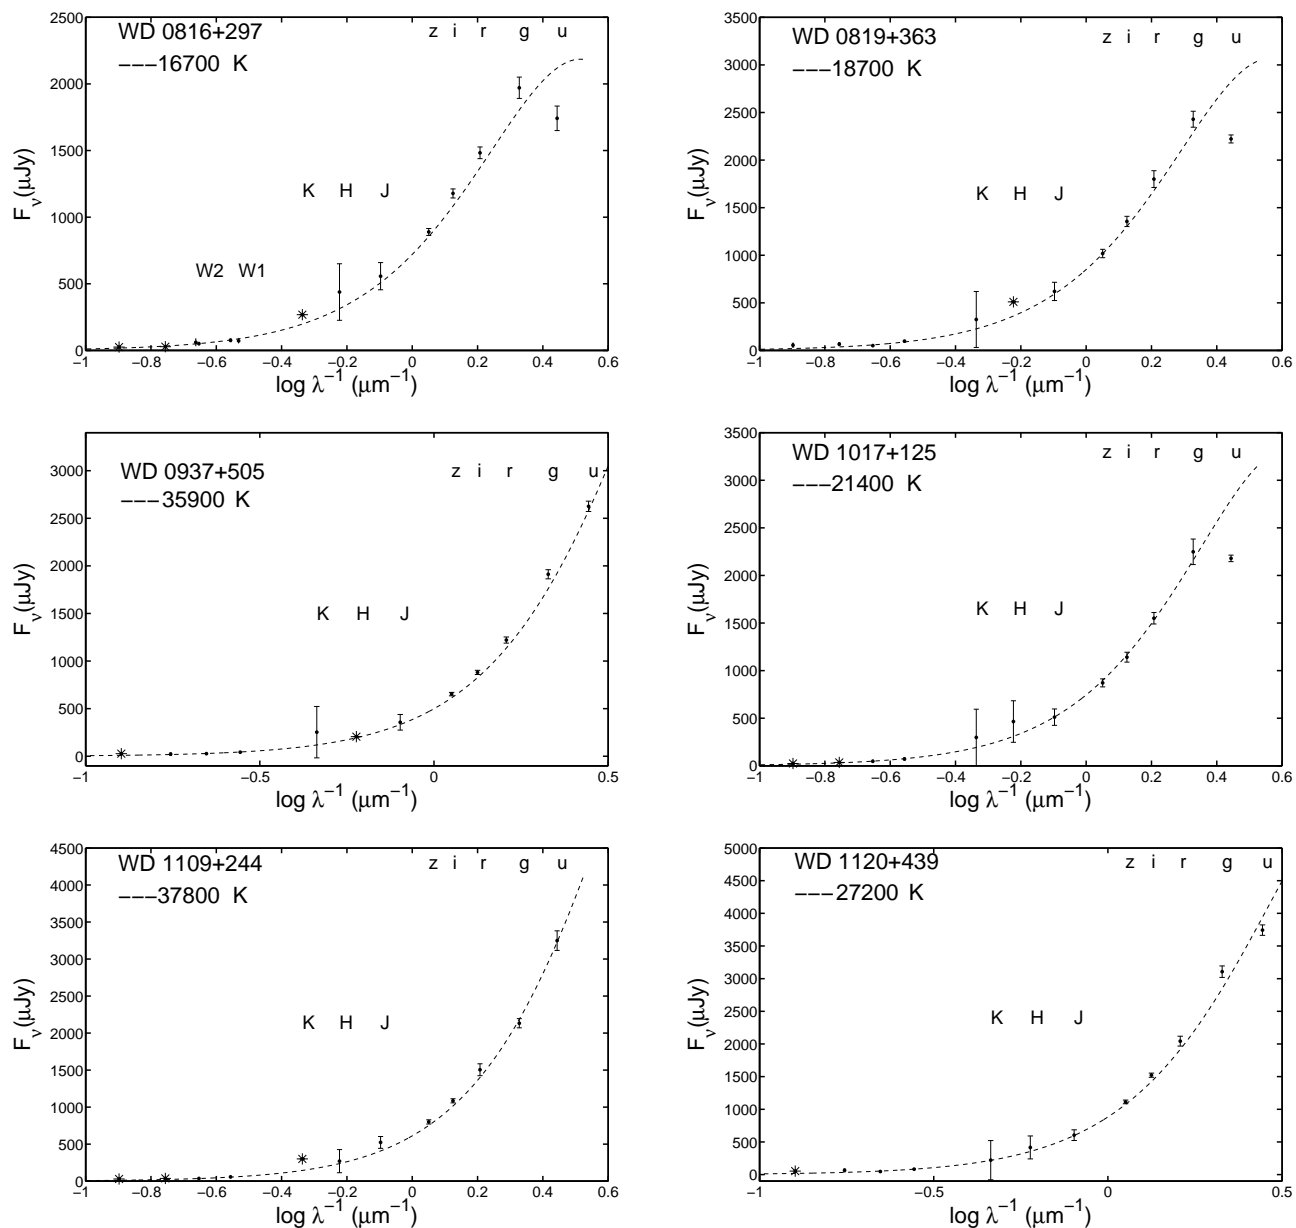 WD 0816+297
---16700 K
z i r g u
K H J
W2 W1
2500
2000
1500
1000
500
0
−1 −0.8 −0.6 −0.4 −0.2 0 0.2 0.4 0.6
F_ν(μJy)
log λ⁻¹ (μm⁻¹)
WD 0819+363
---18700 K
z i r g u
K H J
3500
3000
2500
2000
1500
1000
500
0
−1 −0.8 −0.6 −0.4 −0.2 0 0.2 0.4 0.6
F_ν(μJy)
log λ⁻¹ (μm⁻¹)
WD 0937+505
---35900 K
z i r g u
K H J
3000
2500
2000
1500
1000
500
0
−1 −0.5 0 0.5
F_ν(μJy)
log λ⁻¹ (μm⁻¹)
WD 1017+125
---21400 K
z i r g u
K H J
3500
3000
2500
2000
1500
1000
500
0
−1 −0.8 −0.6 −0.4 −0.2 0 0.2 0.4 0.6
F_ν(μJy)
log λ⁻¹ (μm⁻¹)
WD 1109+244
---37800 K
z i r g u
K H J
4500
4000
3500
3000
2500
2000
1500
1000
500
0
−1 −0.8 −0.6 −0.4 −0.2 0 0.2 0.4 0.6
F_ν(μJy)
log λ⁻¹ (μm⁻¹)
WD 1120+439
---27200 K
z i r g u
K H J
5000
4500
4000
3500
3000
2500
2000
1500
1000
500
0
−1 −0.5 0 0.5
F_ν(μJy)
log λ⁻¹ (μm⁻¹)